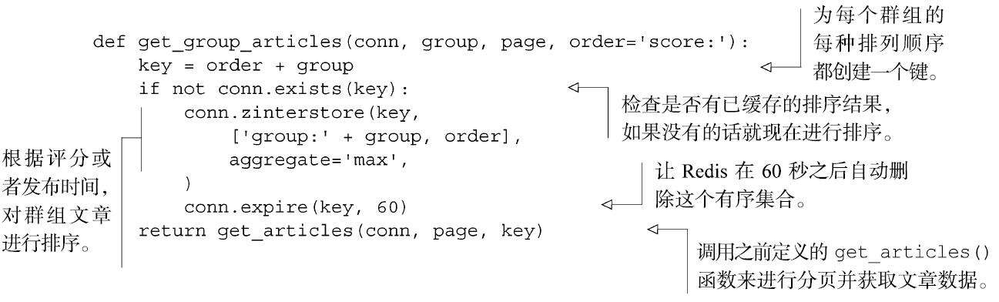 def get_group_articles(conn, group, page, order='score:'):
key = order + group
if not conn.exists(key):
conn.zinterstore(key,
['group:' + group, order],
aggregate='max',
)
conn.expire(key, 60)
return get_articles(conn, page, key)
为每个群组的
每种排列顺序
都创建一个键。
检查是否有已缓存的排序结果，
如果没有的话就现在进行排序。
根据评分或
者发布时间，
对群组文章
进行排序。
让 Redis 在 60 秒之后自动删
除这个有序集合。
调用之前定义的 get_articles()
函数来进行分页并获取文章数据。